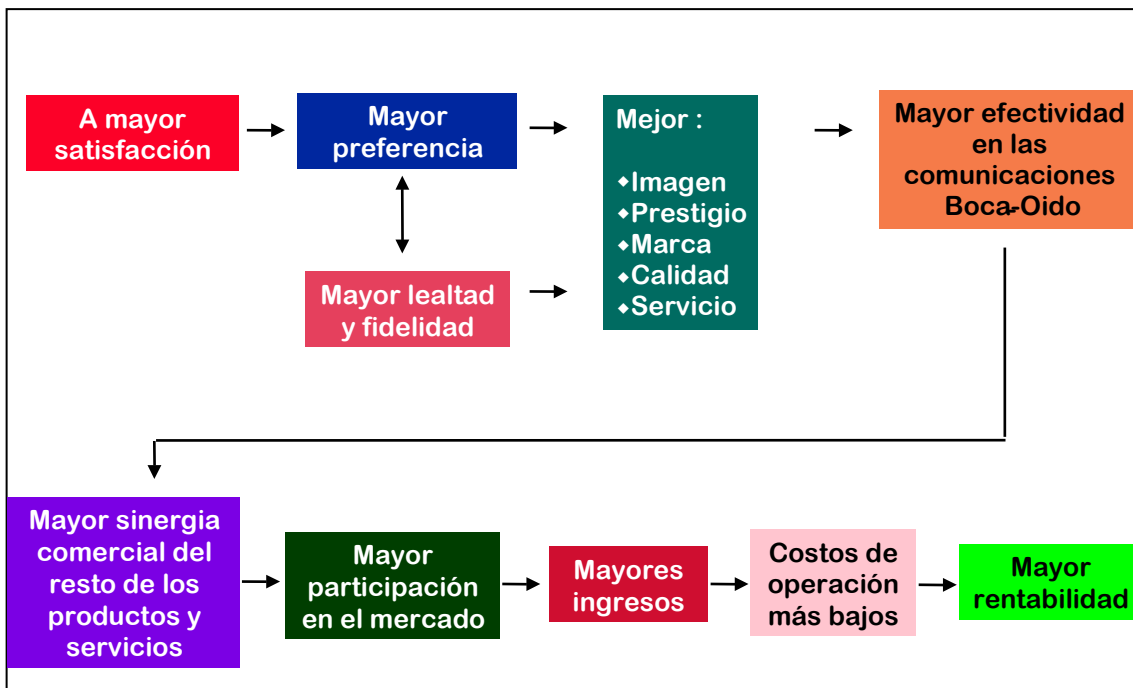 A mayor
satisfacción
Mayor
preferencia
Mayor lealtad
y fidelidad
Mejor :
◆Imagen
◆Prestigio
◆Marca
◆Calidad
◆Servicio
Mayor efectividad
en las
comunicaciones
Boca-Oido
Mayor sinergia
comercial del
resto de los
productos y
servicios
Mayor
participación
en el mercado
Mayores
ingresos
Costos de
operación
más bajos
Mayor
rentabilidad